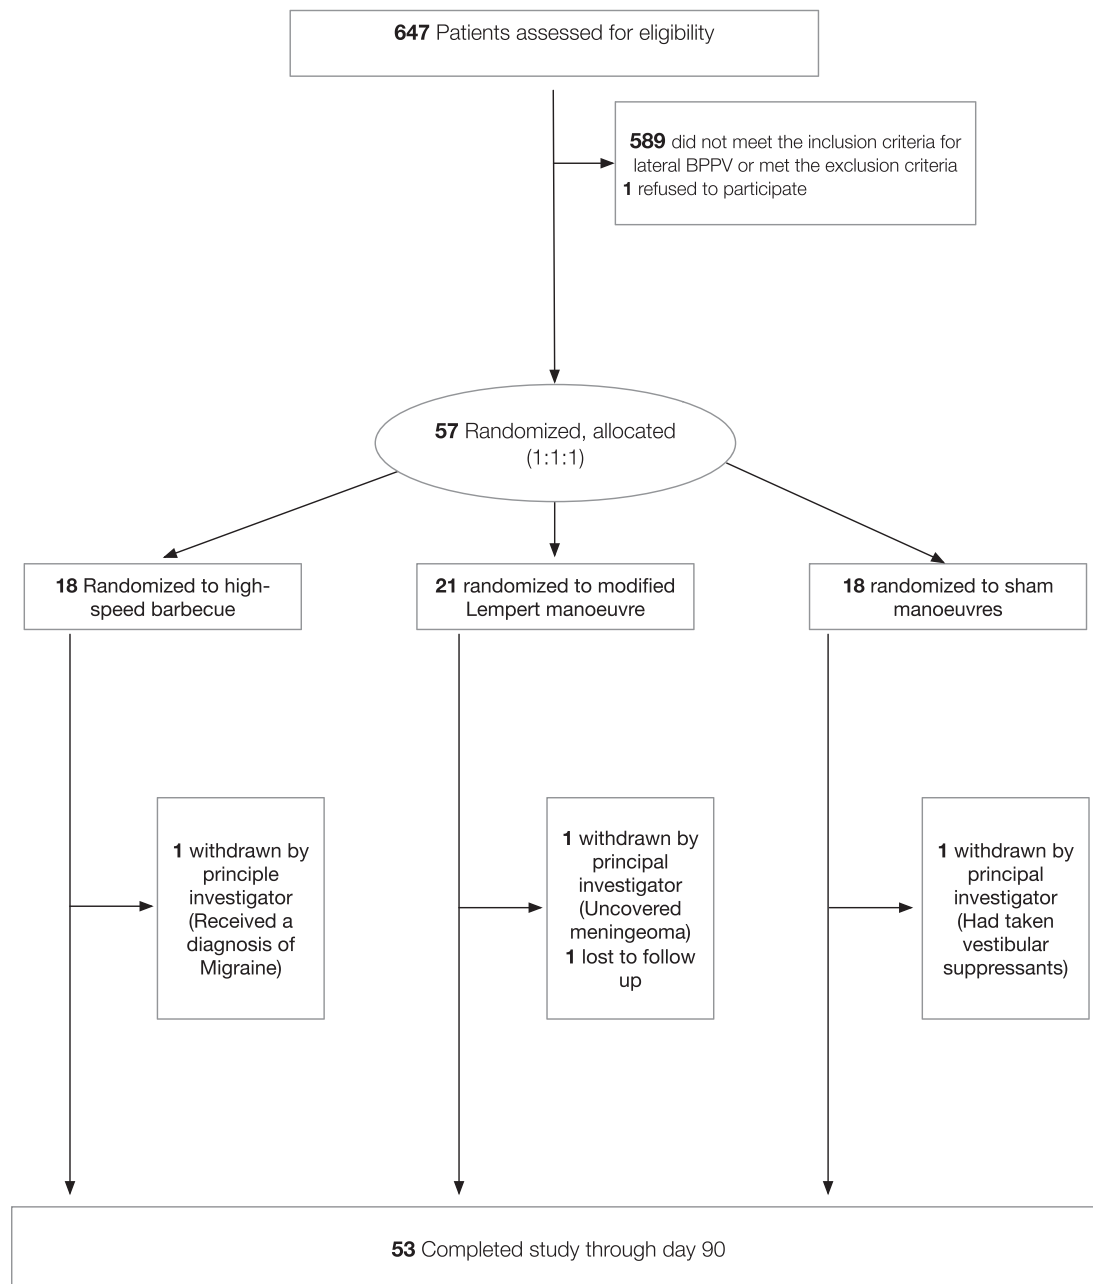 647 Patients assessed for eligibility
589 did not meet the inclusion criteria for
lateral BPPV or met the exclusion criteria
1 refused to participate
57 Randomized, allocated
(1:1:1)
18 Randomized to high-
speed barbecue
21 randomized to modified
Lempert manoeuvre
18 randomized to sham
manoeuvres
1 withdrawn by
principle
investigator
(Received a
diagnosis of
Migraine)
1 withdrawn by
principal
investigator
(Uncovered
meningeoma)
1 lost to follow
up
1 withdrawn by
principal
investigator
(Had taken
vestibular
suppressants)
53 Completed study through day 90